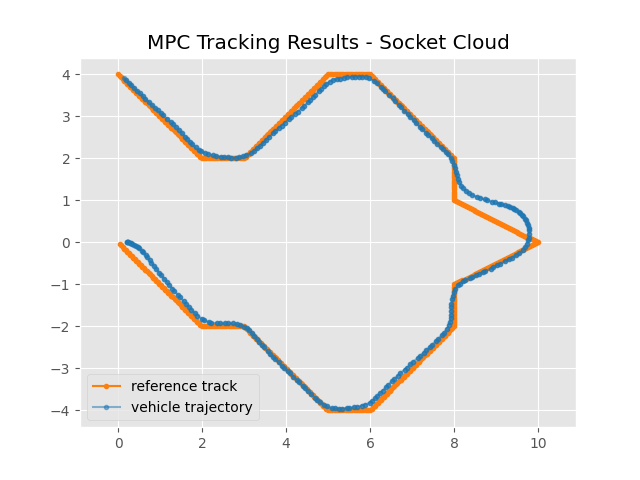 MPC Tracking Results - Socket Cloud
4
3
2
1
0
−1
−2
−3
−4
reference track
vehicle trajectory
0 2 4 6 8 10